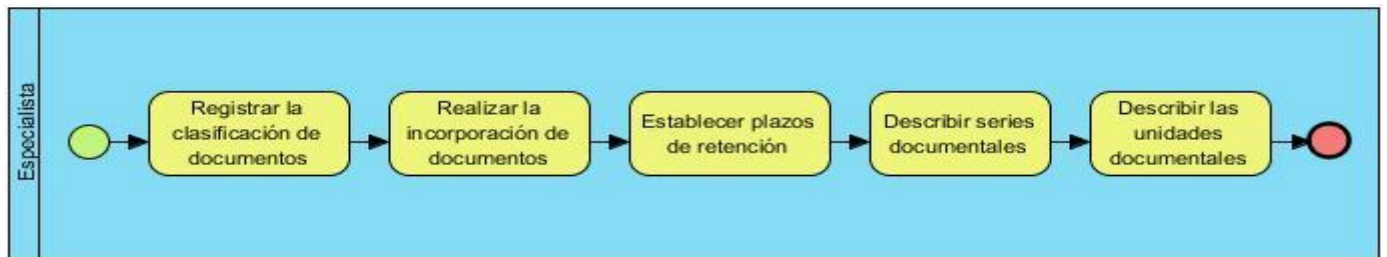 Especialista
Registrar la
clasificación de
documentos
Realizar la
incorporación de
documentos
Establecer plazos
de retención
Describir series
documentales
Describir las
unidades
documentales